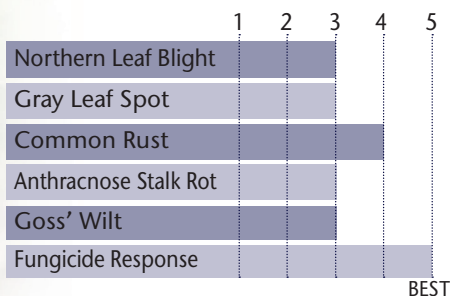 1 2 3 4 5
Northern Leaf Blight
Gray Leaf Spot
Common Rust
Anthracnose Stalk Rot
Goss’ Wilt
Fungicide Response
BEST